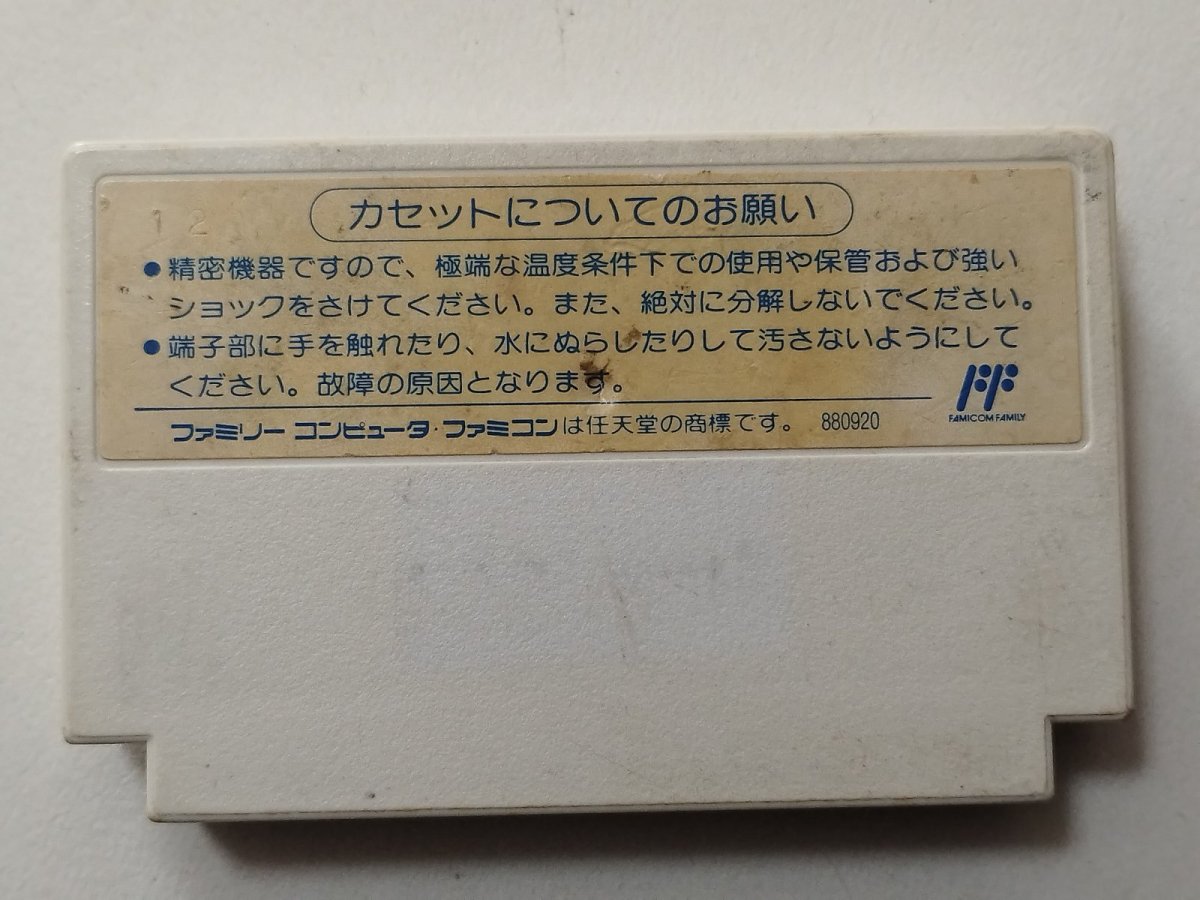 12
カセットについてのお願い
●精密機器ですので、極端な温度条件下での使用や保管および強い
ショックをさけてください。また、絶対に分解しないでください。
●端子部に手を触れたり、水にぬらしたりして汚さないようにして
ください。故障の原因となります。
ファミリーコンピュータ・ファミコンは任天堂の商標です。 880920
FF
FAMICOM FAMILY